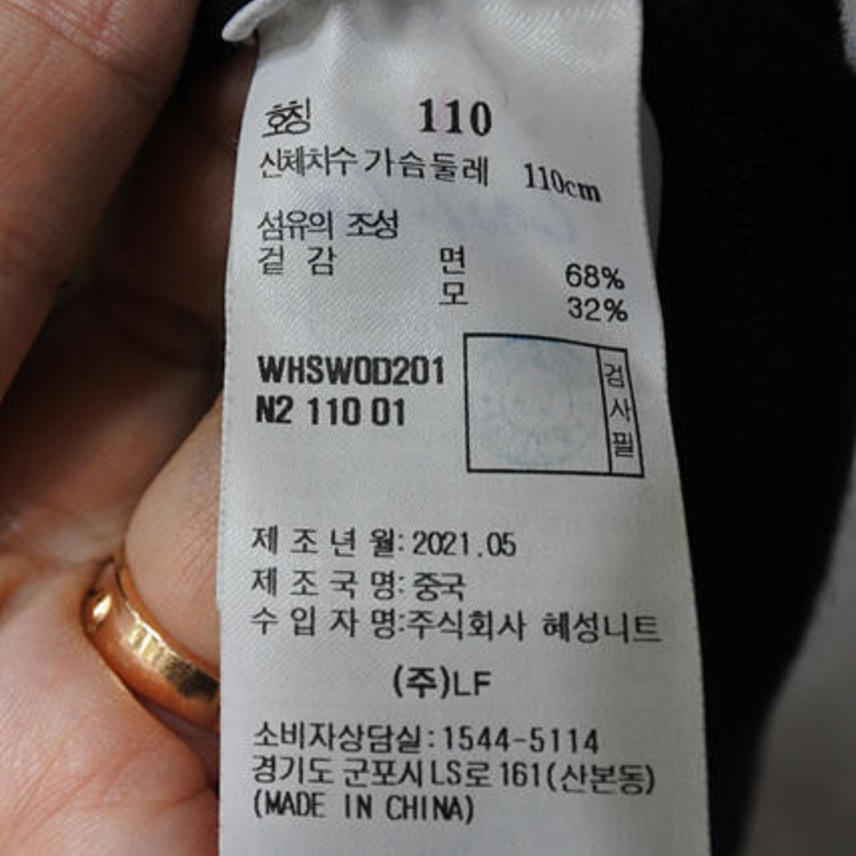 호칭 110
신체치수 가슴둘레 110cm
섬유의 조성
겉 감 면 68%
모 32%
WHSWOD201
N2 110 01
검사필
제 조 년 월: 2021.05
제 조 국 명: 중국
수 입 자 명:주식회사 혜성니트
(주)LF
소비자상담실:1544-5114
경기도 군포시 LS로 161(산본동)
(MADE IN CHINA)